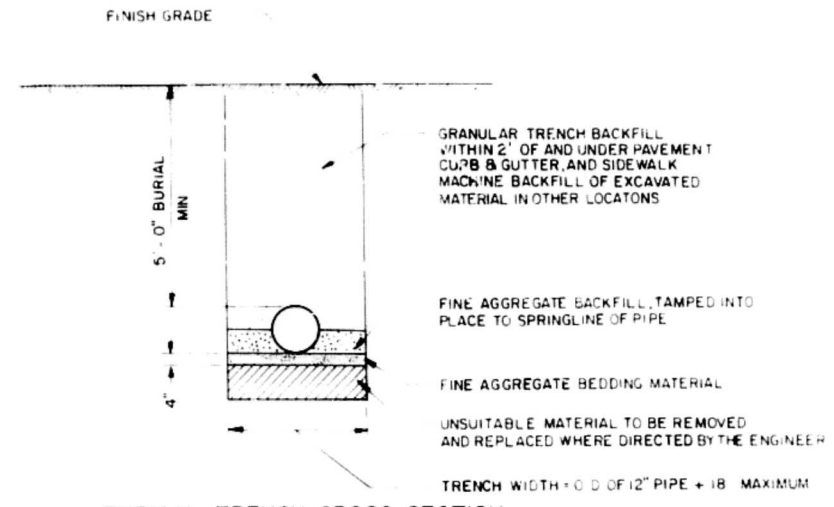 FINISH GRADE
GRANULAR TRENCH BACKFILL
WITHIN 2' OF AND UNDER PAVEMENT
CURB & GUTTER, AND SIDEWALK
MACHINE BACKFILL OF EXCAVATED
MATERIAL IN OTHER LOCATONS
5'-0" BURIAL
MIN
FINE AGGREGATE BACKFILL, TAMPED INTO
PLACE TO SPRINGLINE OF PIPE
4"
FINE AGGREGATE BEDDING MATERIAL
UNSUITABLE MATERIAL TO BE REMOVED
AND REPLACED WHERE DIRECTED BY THE ENGINEER
TRENCH WIDTH = O D OF 12" PIPE + 18 MAXIMUM
TRENCH CROSS SECTION